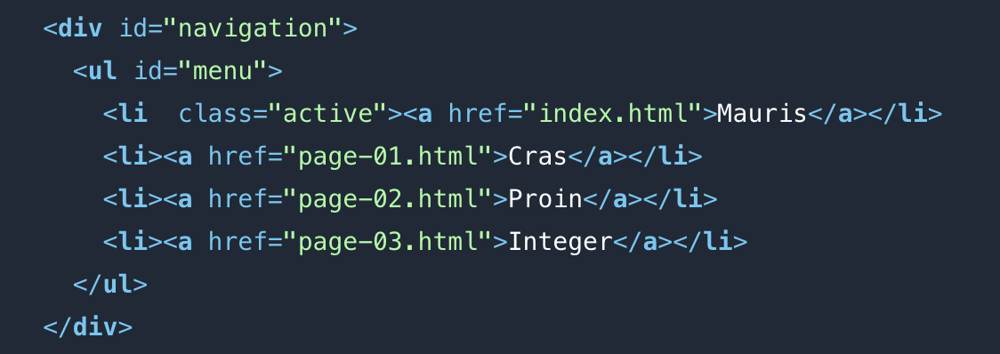 <div id="navigation">
  <ul id="menu">
    <li  class="active"><a href="index.html">Mauris</a></li>
    <li><a href="page-01.html">Cras</a></li>
    <li><a href="page-02.html">Proin</a></li>
    <li><a href="page-03.html">Integer</a></li>
  </ul>
</div>